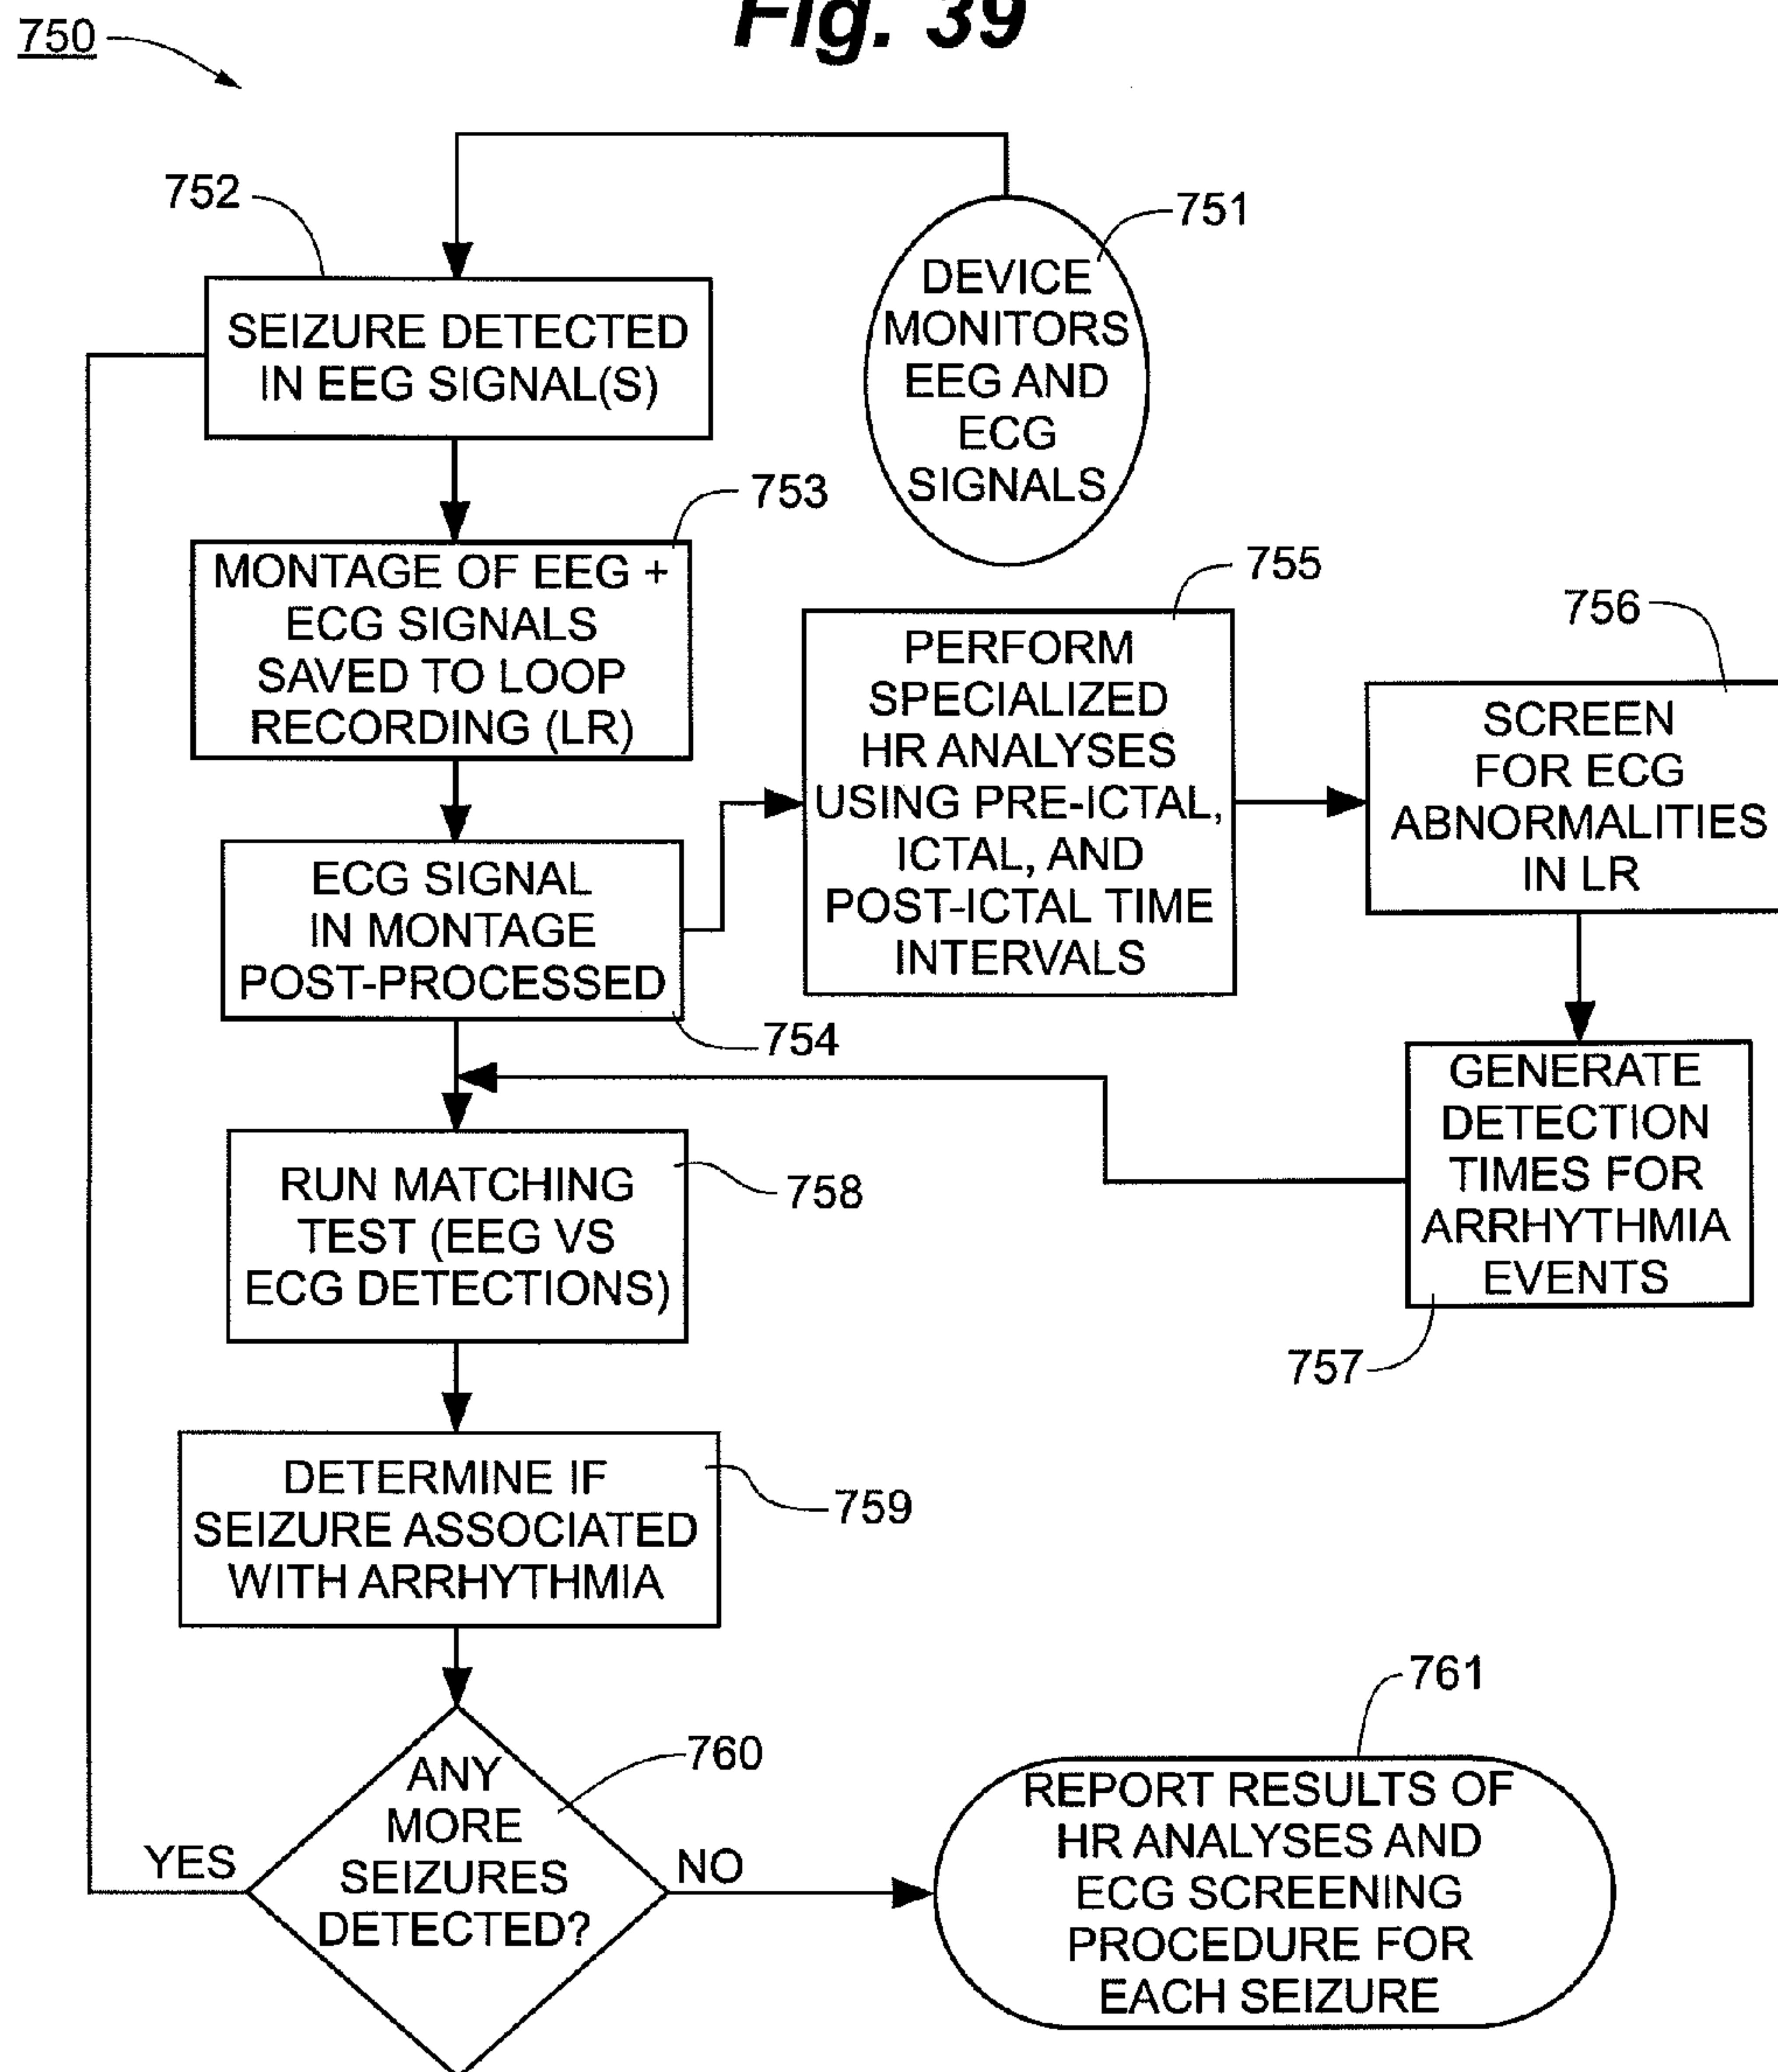 Fig. 39
750
752
751
DEVICE
MONITORS
EEG AND
ECG
SIGNALS
SEIZURE DETECTED
IN EEG SIGNAL(S)
753
MONTAGE OF EEG +
ECG SIGNALS
SAVED TO LOOP
RECORDING (LR)
755
PERFORM
SPECIALIZED
HR ANALYSES
USING PRE-ICTAL,
ICTAL, AND
POST-ICTAL TIME
INTERVALS
756
SCREEN
FOR ECG
ABNORMALITIES
IN LR
ECG SIGNAL
IN MONTAGE
POST-PROCESSED
754
GENERATE
DETECTION
TIMES FOR
ARRHYTHMIA
EVENTS
757
RUN MATCHING
TEST (EEG VS
ECG DETECTIONS)
758
DETERMINE IF
SEIZURE ASSOCIATED
WITH ARRHYTHMIA
759
ANY
MORE
SEIZURES
DETECTED?
760
YES
NO
761
REPORT RESULTS OF
HR ANALYSES AND
ECG SCREENING
PROCEDURE FOR
EACH SEIZURE